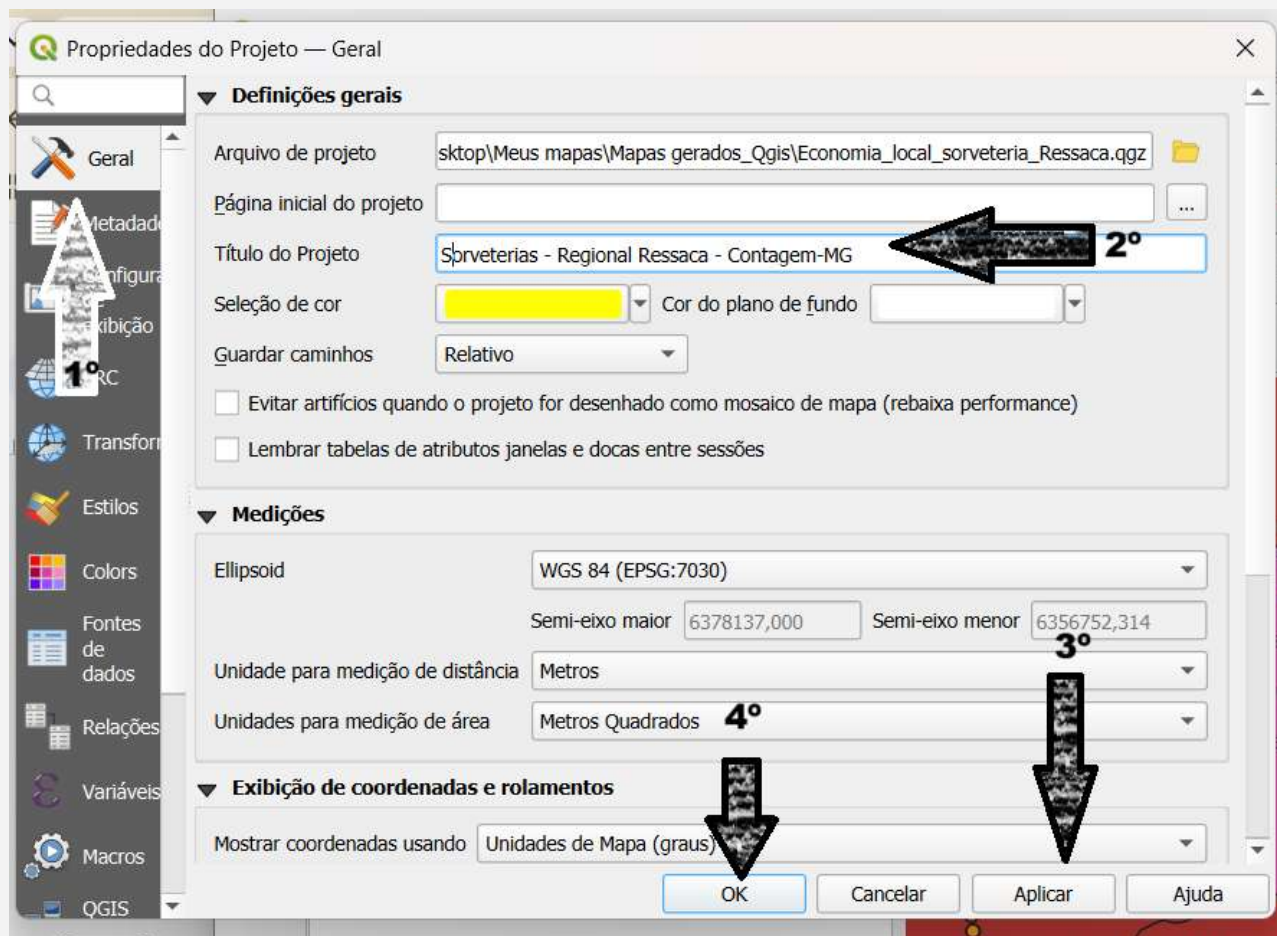 Propriedades do Projeto — Geral
Geral
Metadad
Configura
xibição
1º
RC
Transforr
Estilos
Colors
Fontes
de
dados
Relações
Variáveis
Macros
QGIS
Definições gerais
Arquivo de projeto sktop\Meus mapas\Mapas gerados_Qgis\Economia_local_sorveteria_Ressaca.qgz
Página inicial do projeto ...
Título do Projeto Sorveterias - Regional Ressaca - Contagem-MG 2º
Seleção de cor Cor do plano de fundo
Guardar caminhos Relativo
Evitar artifícios quando o projeto for desenhado como mosaico de mapa (rebaixa performance)
Lembrar tabelas de atributos janelas e docas entre sessões
Medições
Ellipsoid WGS 84 (EPSG:7030)
Semi-eixo maior 6378137,000 Semi-eixo menor 6356752,314
3º
Unidade para medição de distância Metros
Unidades para medição de área Metros Quadrados 4º
Exibição de coordenadas e rolamentos
Mostrar coordenadas usando Unidades de Mapa (graus)
OK Cancelar Aplicar Ajuda